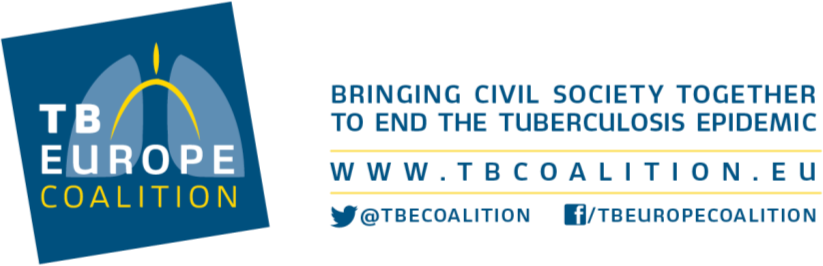 TB
EUROPE
COALITION
BRINGING CIVIL SOCIETY TOGETHER
TO END THE TUBERCULOSIS EPIDEMIC
WWW.TBCOALITION.EU
@TBECOALITION
/TBEUROPECOALITION